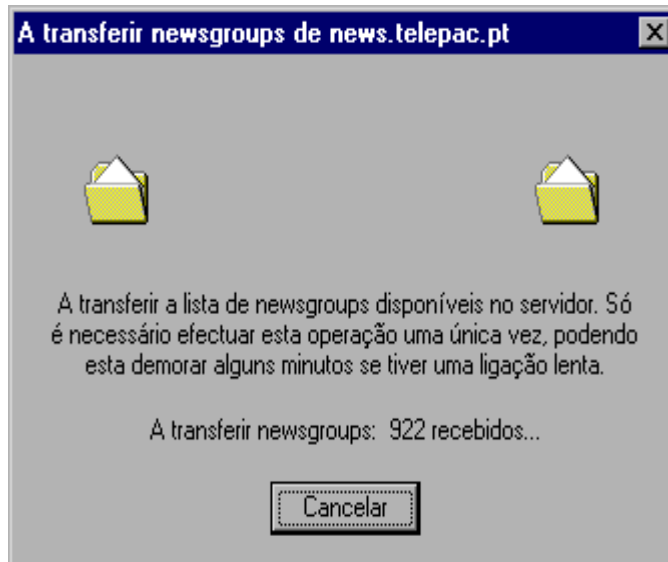 A transferir newsgroups de news.telepac.pt
A transferir a lista de newsgroups disponíveis no servidor. Só
é necessário efectuar esta operação uma única vez, podendo
esta demorar alguns minutos se tiver uma ligação lenta.
A transferir newsgroups:  922 recebidos...
Cancelar